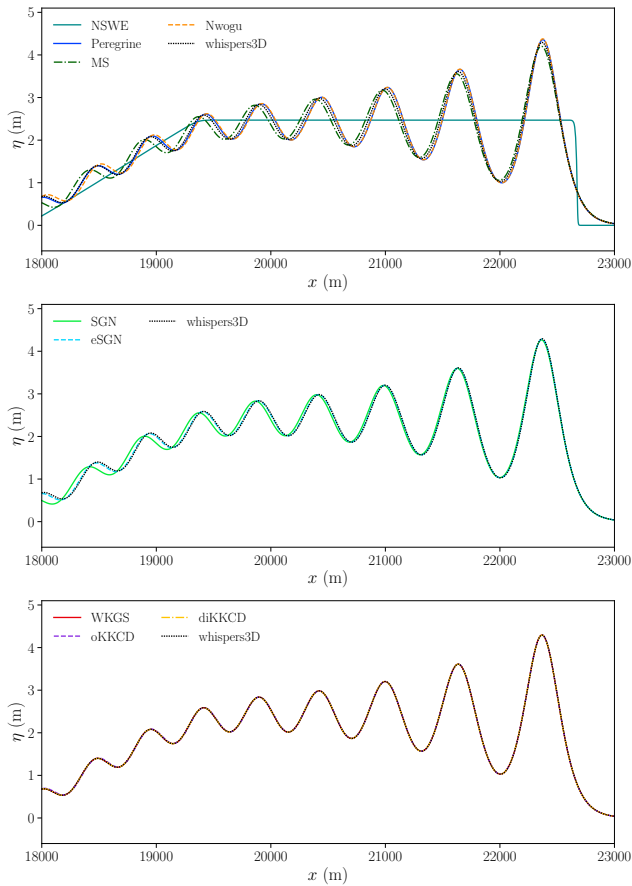 NSWE
Peregrine
MS
Nwogu
whispers3D
5
4
3
2
1
0
η (m)
18000 19000 20000 21000 22000 23000
x (m)
SGN
eSGN
whispers3D
5
4
3
2
1
0
η (m)
18000 19000 20000 21000 22000 23000
x (m)
WKGS
oKKCD
diKKCD
whispers3D
5
4
3
2
1
0
η (m)
18000 19000 20000 21000 22000 23000
x (m)